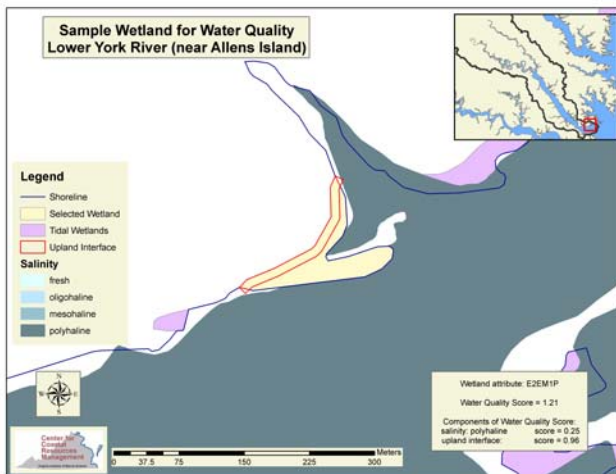 Sample Wetland for Water Quality
Lower York River (near Allens Island)
Legend
Shoreline
Selected Wetland
Tidal Wetlands
Upland Interface
Salinity
fresh
oligohaline
mesohaline
polyhaline
N
W
E
S
Center for
Coastal
Resources
Management
Meters
0 37.5 75 150 225 300
Wetland attribute: E2EM1P
Water Quality Score = 1.21
Components of Water Quality Score:
salinity: polyhaline score = 0.25
upland interface: score = 0.96